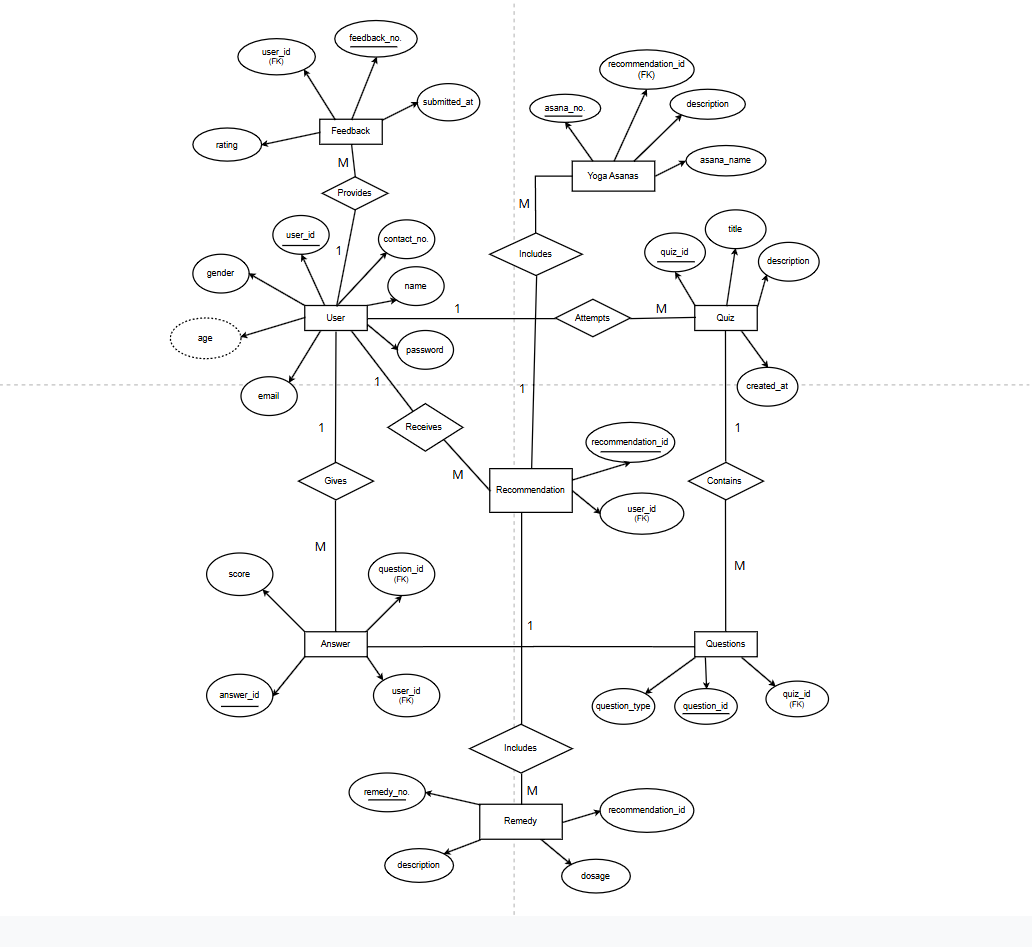 feedback_no.
user_id
(FK)
submitted_at
rating
Feedback
M
Provides
1
recommendation_id
(FK)
asana_no.
description
asana_name
Yoga Asanas
M
Includes
1
user_id
contact_no.
gender
name
User
age
password
email
1
Attempts
M
title
quiz_id
description
Quiz
created_at
1
Receives
M
1
Gives
M
recommendation_id
Recommendation
user_id
(FK)
1
Contains
M
score
question_id
(FK)
Answer
answer_id
user_id
(FK)
Questions
question_type
question_id
quiz_id
(FK)
1
Includes
M
remedy_no.
recommendation_id
Remedy
description
dosage